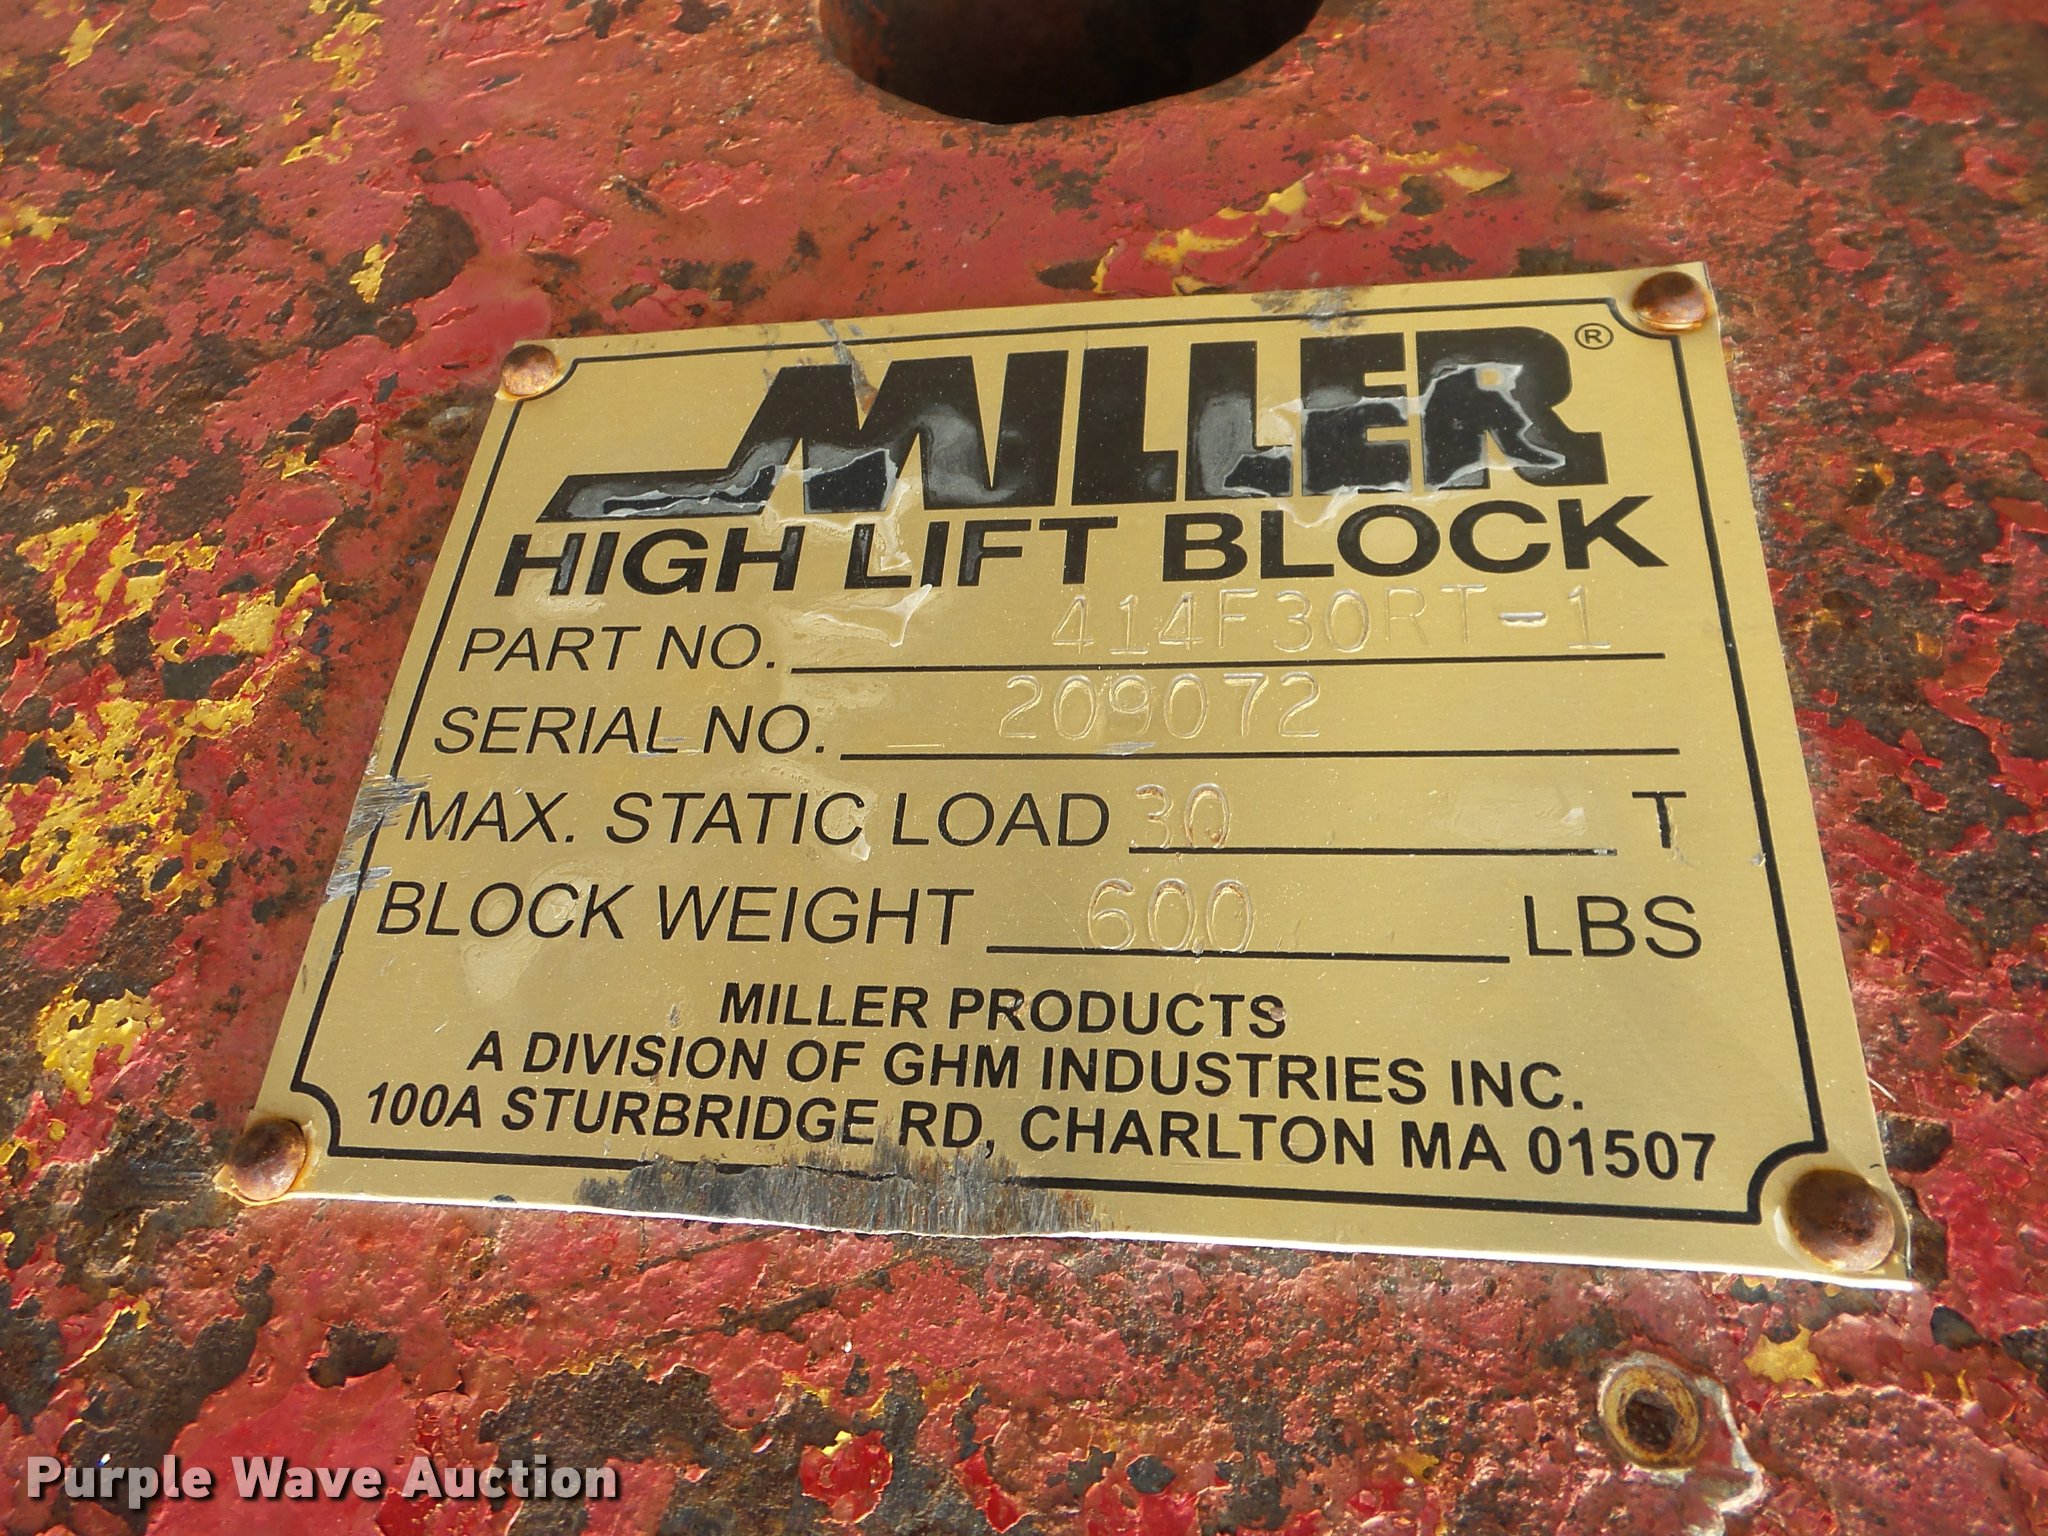 MILLER®
HIGH LIFT BLOCK
PART NO. 414F30RT-1
SERIAL NO. 209072
MAX. STATIC LOAD 30 T
BLOCK WEIGHT 600 LBS
MILLER PRODUCTS
A DIVISION OF GHM INDUSTRIES INC.
100A STURBRIDGE RD, CHARLTON MA 01507
Purple Wave Auction